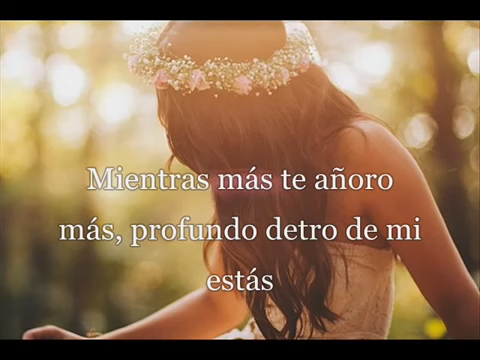 Mientras más te añoro
más, profundo detro de mi
estás